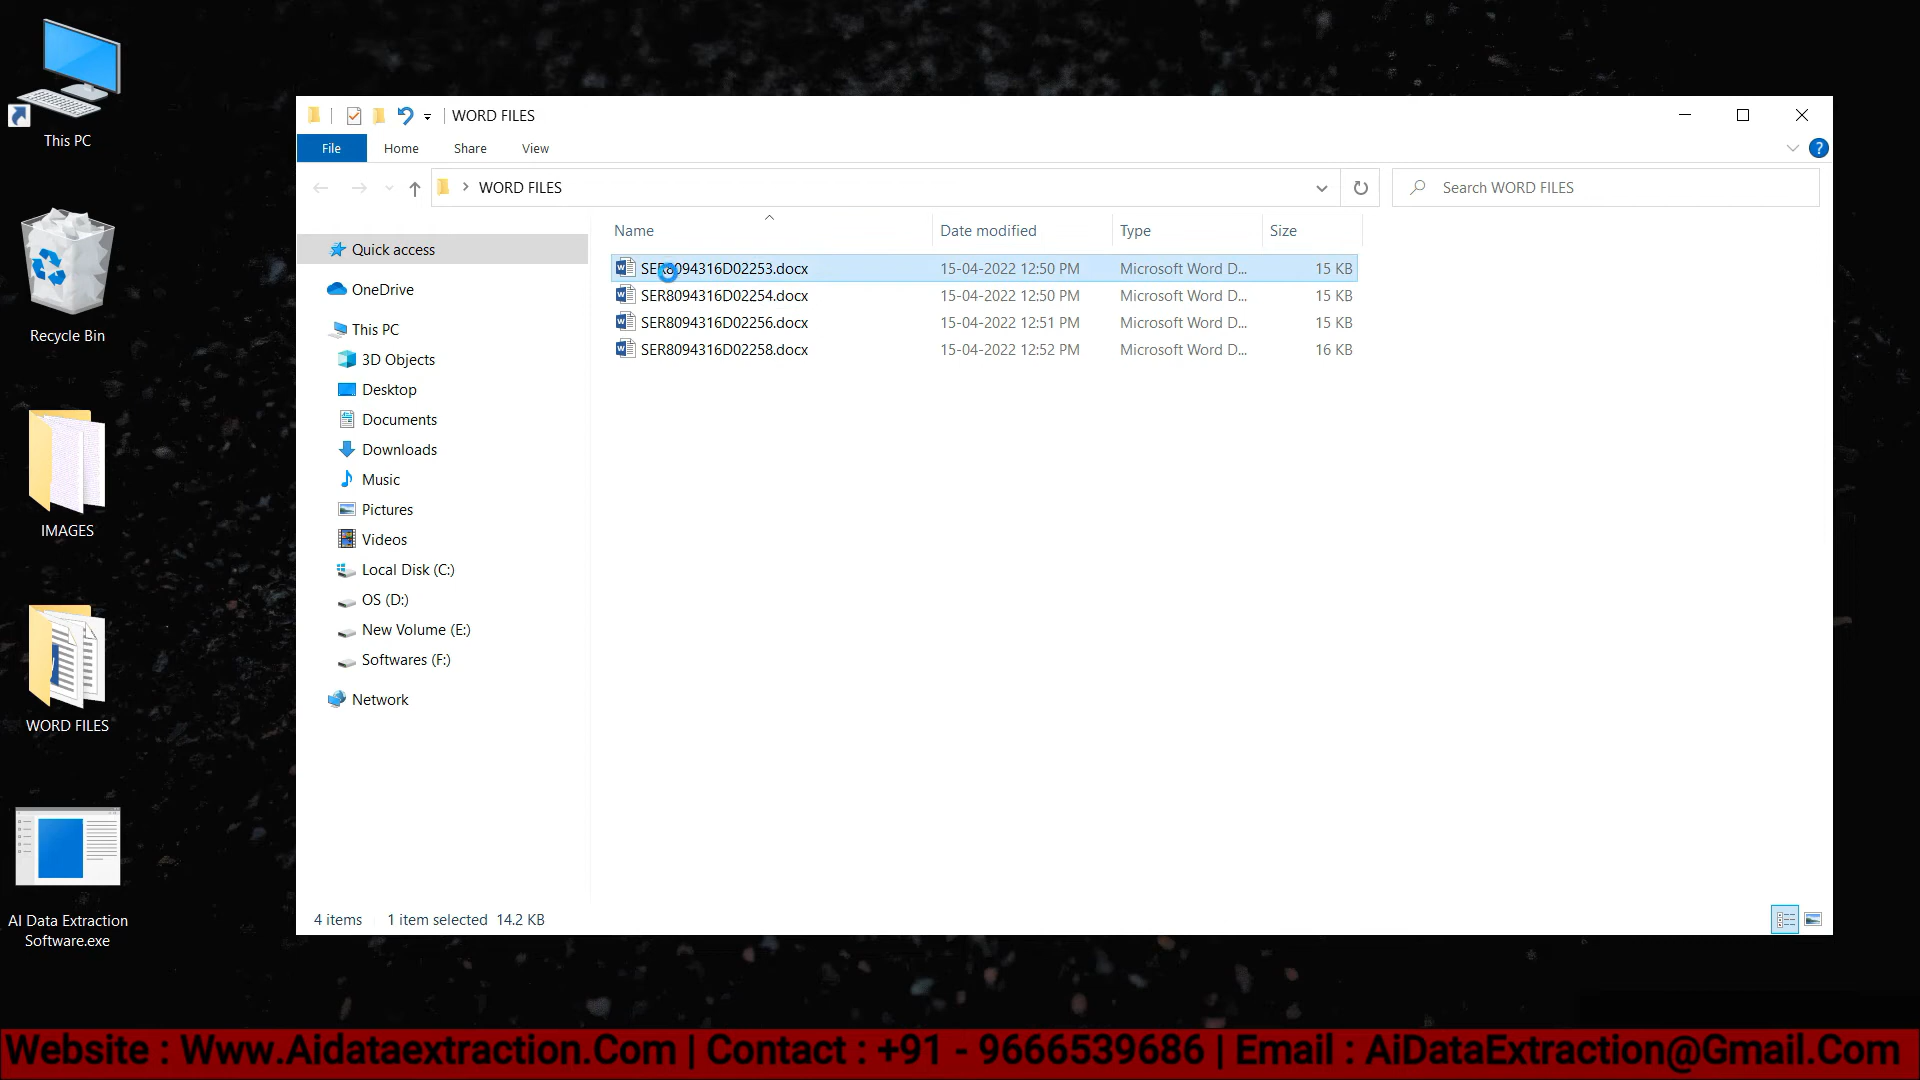 This PC
Recycle Bin
IMAGES
WORD FILES
AI Data Extraction
Software.exe
WORD FILES
File Home Share View
WORD FILES
Search WORD FILES
Quick access
OneDrive
This PC
3D Objects
Desktop
Documents
Downloads
Music
Pictures
Videos
Local Disk (C:)
OS (D:)
New Volume (E:)
Softwares (F:)
Network
Name Date modified Type Size
SER8094316D02253.docx 15-04-2022 12:50 PM Microsoft Word D... 15 KB
SER8094316D02254.docx 15-04-2022 12:50 PM Microsoft Word D... 15 KB
SER8094316D02256.docx 15-04-2022 12:51 PM Microsoft Word D... 15 KB
SER8094316D02258.docx 15-04-2022 12:52 PM Microsoft Word D... 16 KB
4 items 1 item selected 14.2 KB
Website : Www.Aidataextraction.Com | Contact : +91 - 9666539686 | Email : AiDataExtraction@Gmail.Com